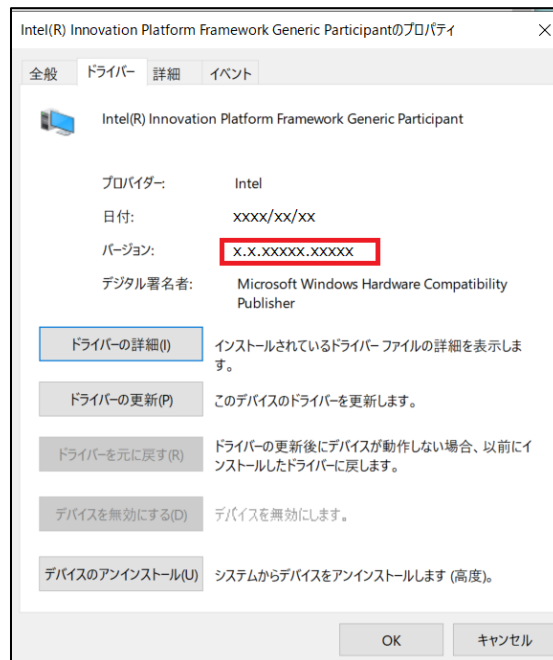 Intel(R) Innovation Platform Framework Generic Participantのプロパティ
全般 ドライバー 詳細 イベント
Intel(R) Innovation Platform Framework Generic Participant
プロバイダー: Intel
日付: xxxx/xx/xx
バージョン: x.x.xxxxx.xxxxx
デジタル署名者: Microsoft Windows Hardware Compatibility
Publisher
ドライバーの詳細(I) インストールされているドライバー ファイルの詳細を表示しま
す。
ドライバーの更新(P) このデバイスのドライバーを更新します。
ドライバーを元に戻す(R) ドライバーの更新後にデバイスが動作しない場合、以前にイ
ンストールしたドライバーに戻します。
デバイスを無効にする(D) デバイスを無効にします。
デバイスのアンインストール(U) システムからデバイスをアンインストールします (高度)。
OK キャンセル